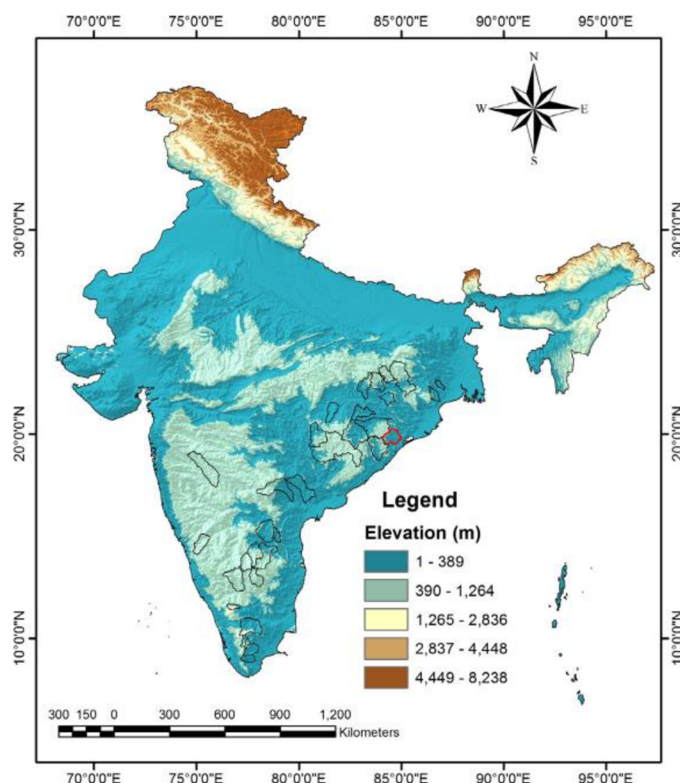 70°0'0"E 75°0'0"E 80°0'0"E 85°0'0"E 90°0'0"E 95°0'0"E
N
W E
S
30°0'0"N 30°0'0"N
20°0'0"N 20°0'0"N
Legend
Elevation (m)
1 - 389
390 - 1,264
1,265 - 2,836
2,837 - 4,448
4,449 - 8,238
10°0'0"N 10°0'0"N
300 150 0 300 600 900 1,200
Kilometers
70°0'0"E 75°0'0"E 80°0'0"E 85°0'0"E 90°0'0"E 95°0'0"E